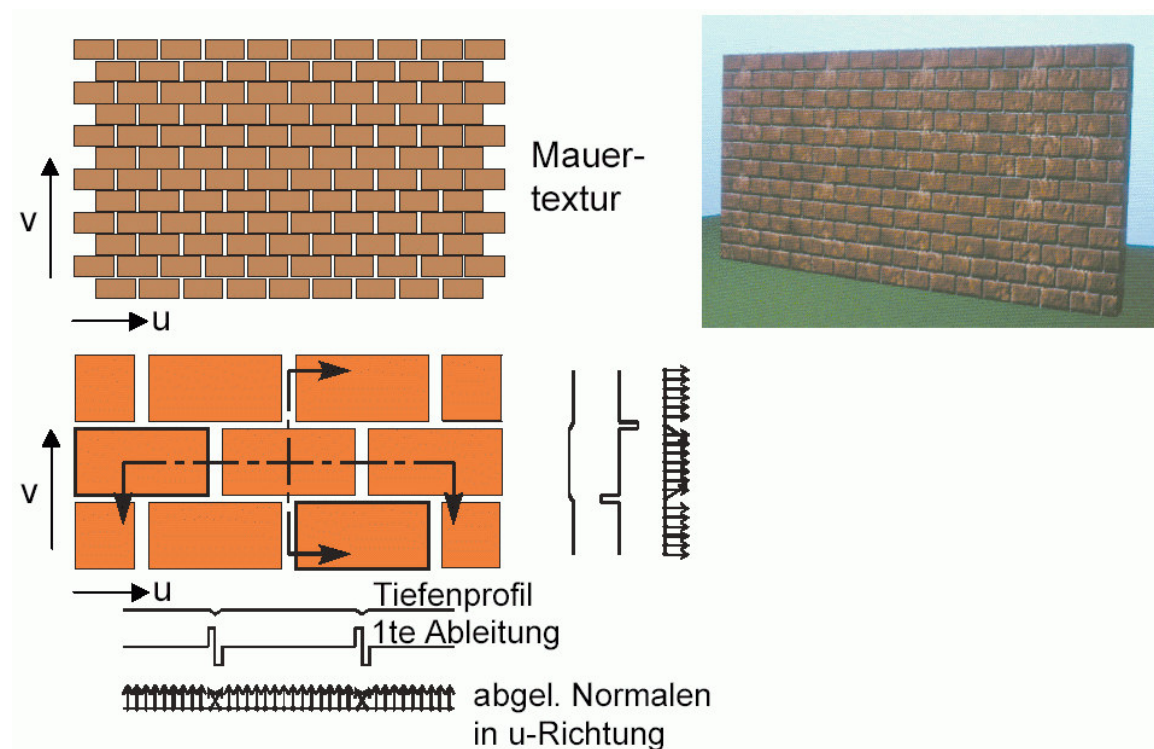 Mauer-
textur
v
u
v
u
Tiefenprofil
1te Ableitung
abgel. Normalen
in u-Richtung